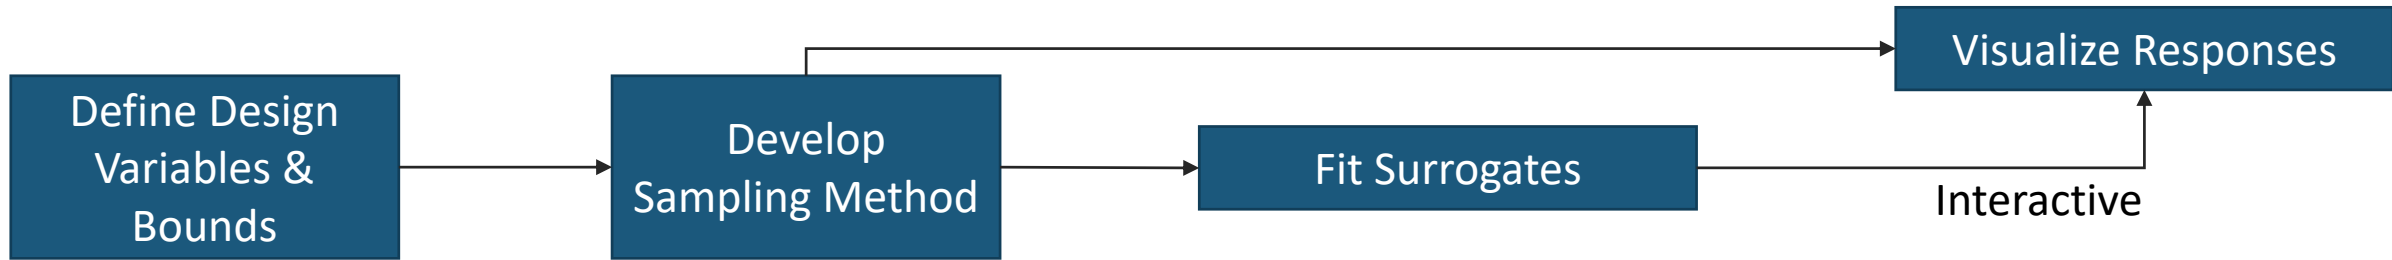 Define Design
Variables &
Bounds
Develop
Sampling Method
Fit Surrogates
Visualize Responses
Interactive